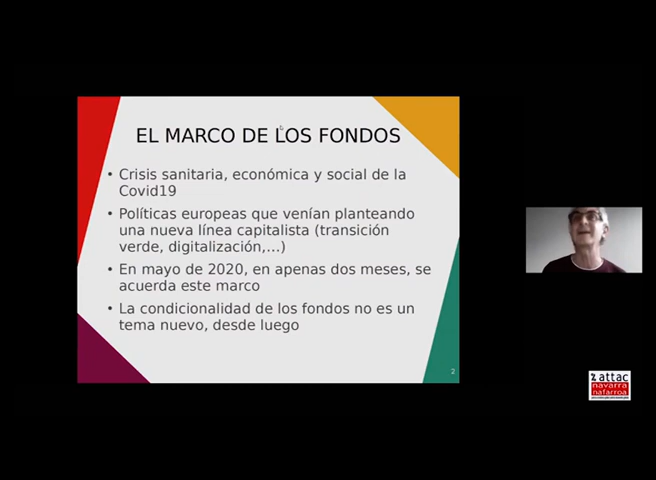 EL MARCO DE LOS FONDOS
• Crisis sanitaria, económica y social de la
Covid19
• Políticas europeas que venían planteando
una nueva línea capitalista (transición
verde, digitalización,...)
• En mayo de 2020, en apenas dos meses, se
acuerda este marco
• La condicionalidad de los fondos no es un
tema nuevo, desde luego
2
attac
navarra
nafarroa